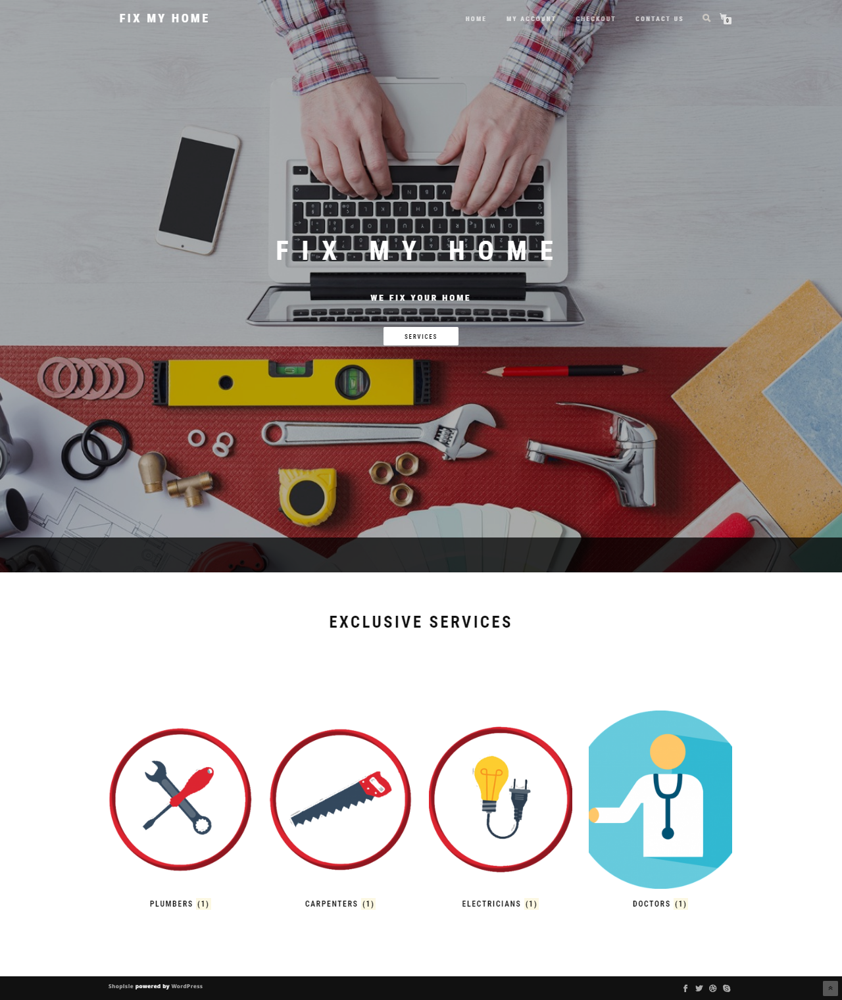 FIX MY HOME
HOME MY ACCOUNT CHECKOUT CONTACT US 0
FIX MY HOME
WE FIX YOUR HOME
SERVICES
EXCLUSIVE SERVICES
PLUMBERS (1)
CARPENTERS (1)
ELECTRICIANS (1)
DOCTORS (1)
ShopIsle powered by WordPress